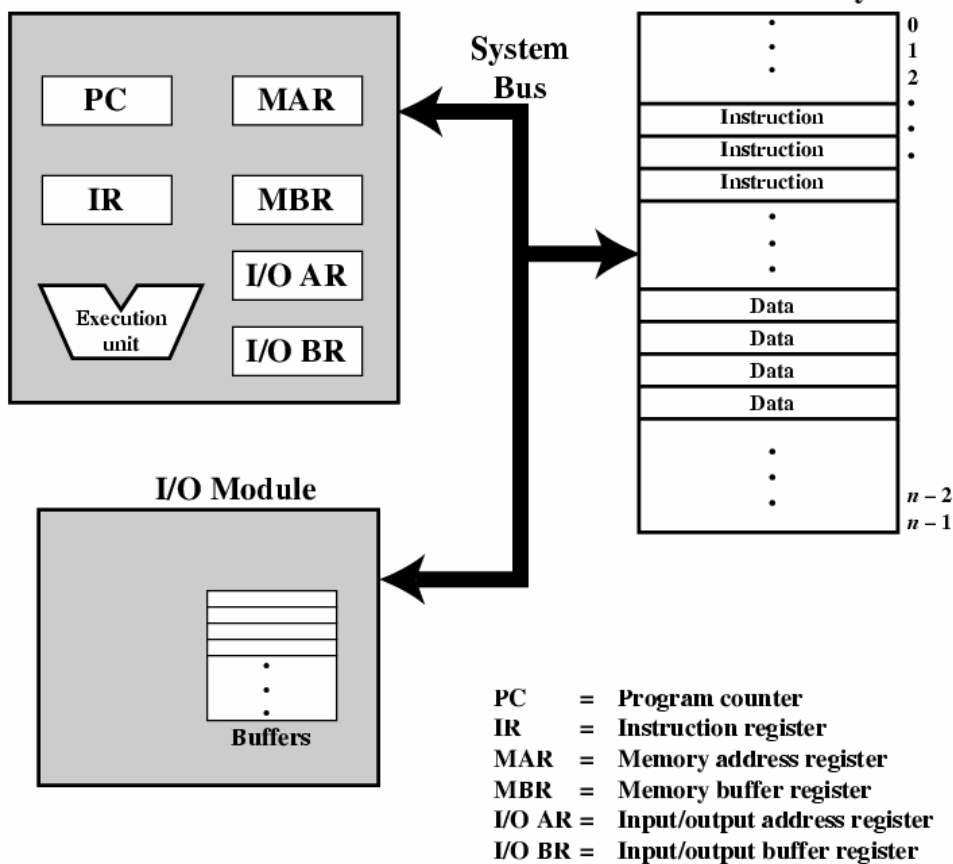 System
Bus
PC
MAR
IR
MBR
I/O AR
I/O BR
Execution
unit
0
1
2
Instruction
Instruction
Instruction
Data
Data
Data
Data
n – 2
n – 1
I/O Module
Buffers
PC = Program counter
IR = Instruction register
MAR = Memory address register
MBR = Memory buffer register
I/O AR = Input/output address register
I/O BR = Input/output buffer register